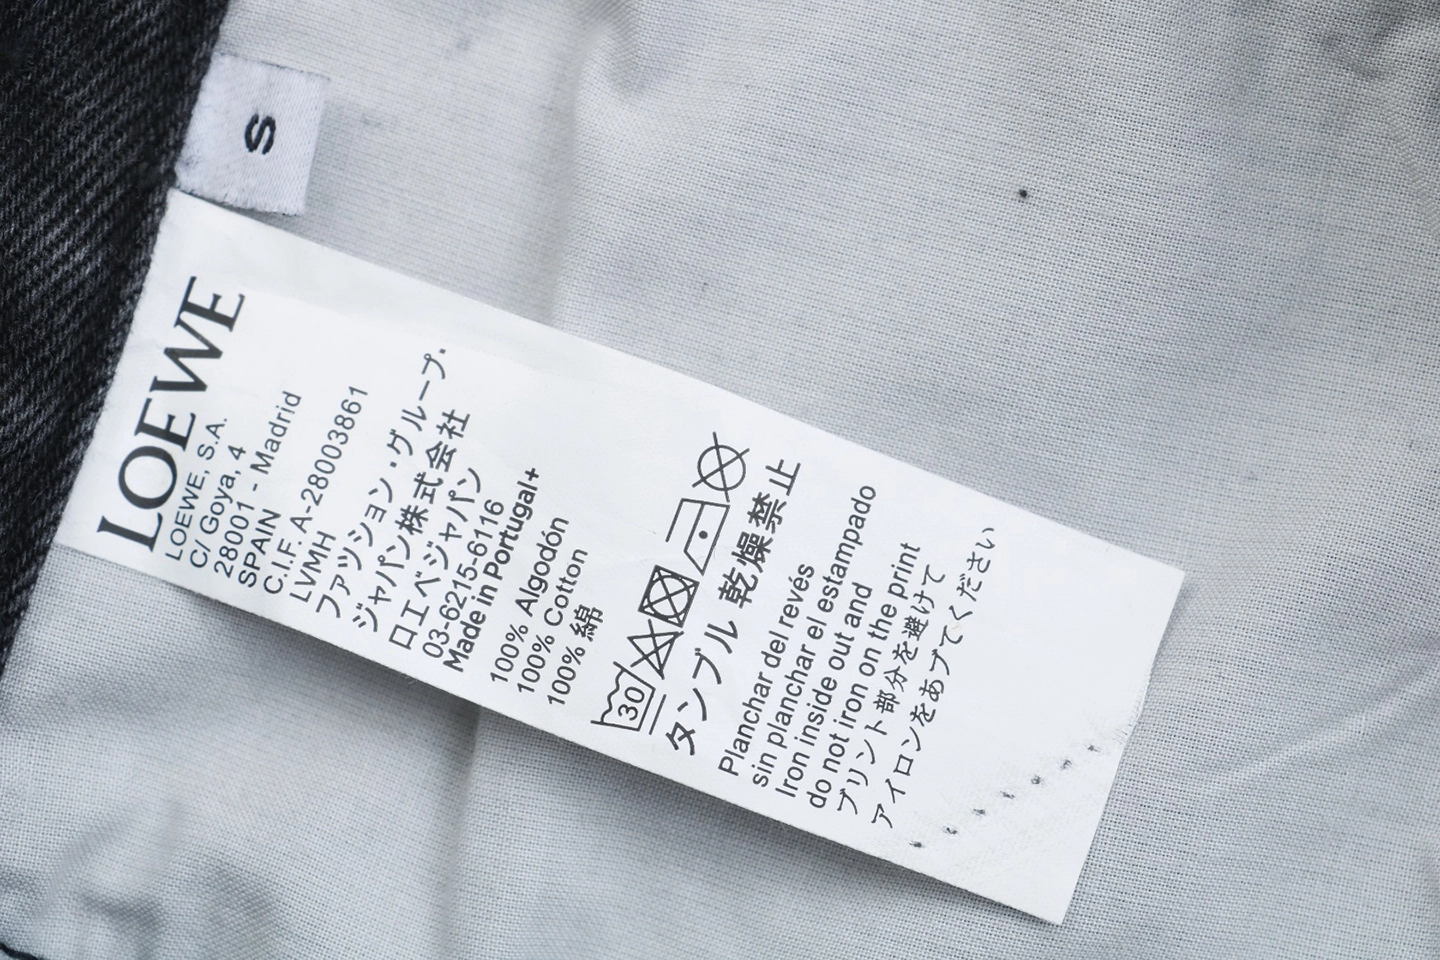 S
LOEWE
LOEWE, S.A.
C/ Goya, 4
28001 - Madrid
SPAIN
C.I.F. A-28003861
LVMH
ファッション・グループ・
ジャパン株式会社
ロエベジャパン
03-6215-6116
Made in Portugal+
100% Algodón
100% Cotton
100% 綿
30
タンブル 乾燥禁止
Planchar del revés
sin planchar el estampado
Iron inside out and
do not iron on the print
プリント部分を避けて
アイロンをあブてください